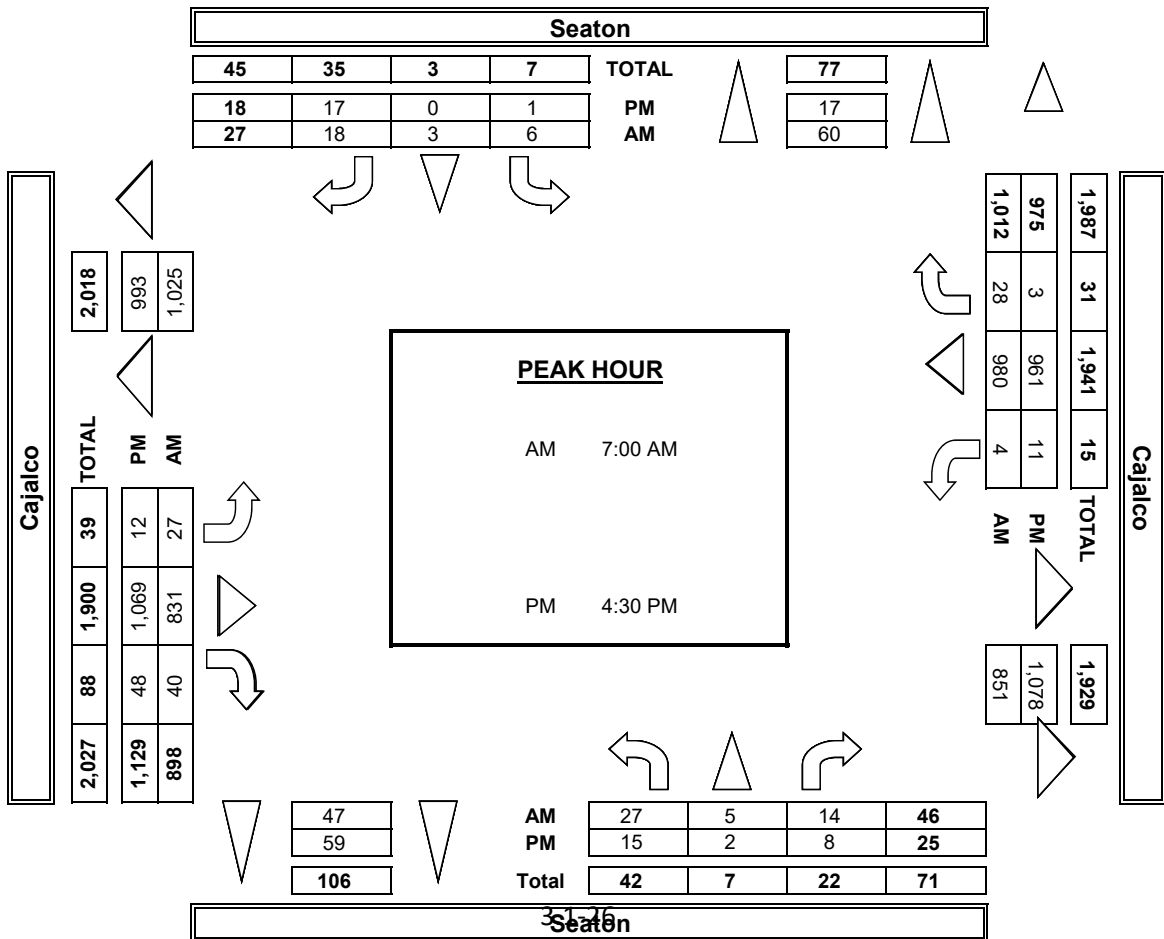 Seaton
45 35 3 7 TOTAL 77
18 17 0 1 PM 17
27 18 3 6 AM 60
Cajalco
2,018
993
1,025
TOTAL
PM
AM
39 1,900 88 2,027
12 1,069 48 1,129
27 831 40 898
PEAK HOUR
AM 7:00 AM
PM 4:30 PM
1,987 31 1,941 15 TOTAL
975 3 961 11 PM
1,012 28 980 4 AM
1,929
1,078
851
Cajalco
47 AM 27 5 14 46
59 PM 15 2 8 25
106 Total 42 7 22 71
Seaton
3.1-26